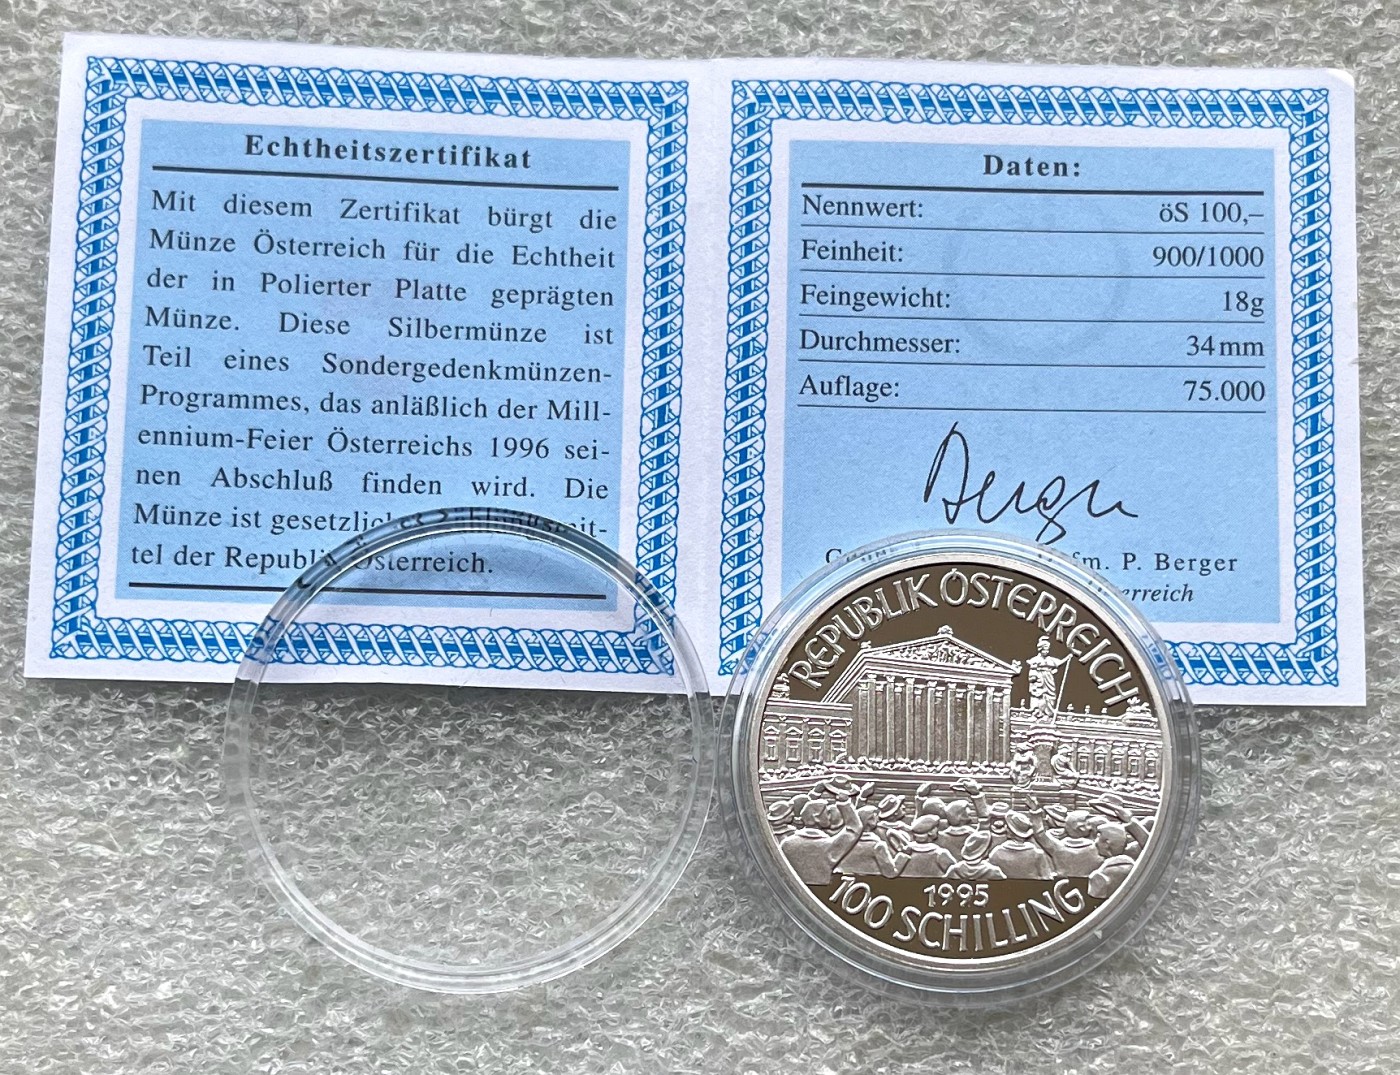 Echtheitszertifikat
Mit diesem Zertifikat bürgt die
Münze Österreich für die Echtheit
der in Polierter Platte geprägten
Münze. Diese Silbermünze ist
Teil eines Sondergedenkmünzen-
Programmes, das anläßlich der Mill-
ennium-Feier Österreichs 1996 sei-
nen Abschluß finden wird. Die
Münze ist gesetzliches
tel der Republik Österreich.
Daten:
Nennwert: öS 100,–
Feinheit: 900/1000
Feingewicht: 18g
Durchmesser: 34mm
Auflage: 75.000
Berger
P. Berger
REPUBLIK ÖSTERREICH
1995
100 SCHILLING